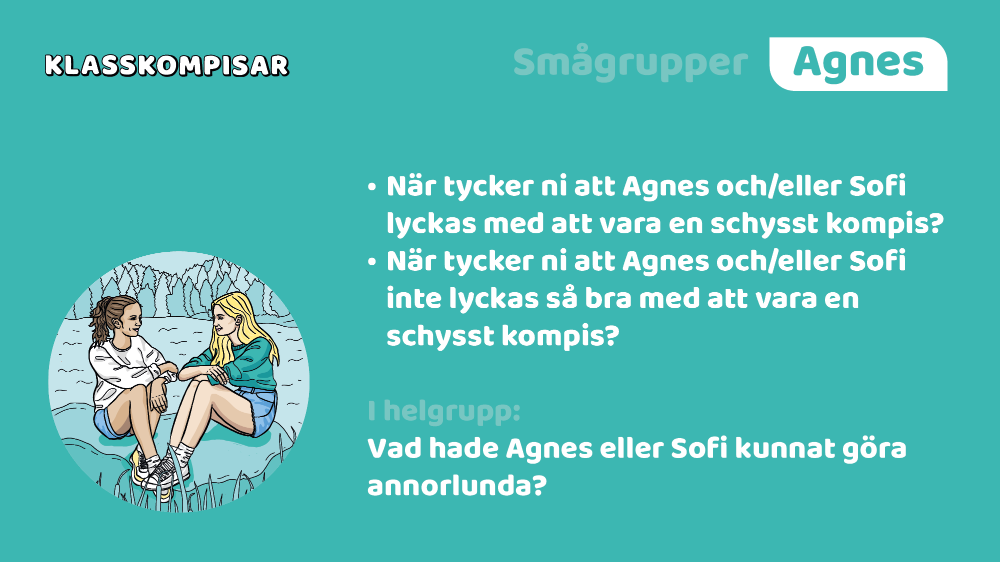 KLASSKOMPISAR
Smågrupper Agnes
• När tycker ni att Agnes och/eller Sofi
lyckas med att vara en schysst kompis?
• När tycker ni att Agnes och/eller Sofi
inte lyckas så bra med att vara en
schysst kompis?
I helgrupp:
Vad hade Agnes eller Sofi kunnat göra
annorlunda?